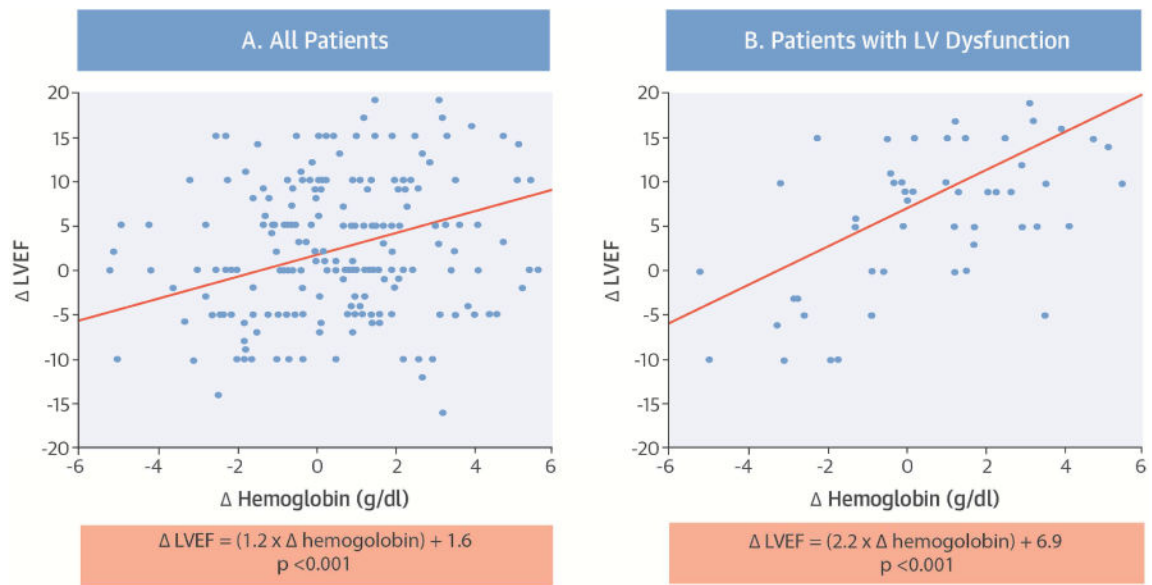 A. All Patients
20
15
10
5
0
-5
-10
-15
-20
Δ LVEF
-6 -4 -2 0 2 4 6
Δ Hemoglobin (g/dl)
Δ LVEF = (1.2 x Δ hemogolobin) + 1.6
p <0.001
B. Patients with LV Dysfunction
20
15
10
5
0
-5
-10
-15
-20
Δ LVEF
-6 -4 -2 0 2 4 6
Δ Hemoglobin (g/dl)
Δ LVEF = (2.2 x Δ hemogolobin) + 6.9
p <0.001